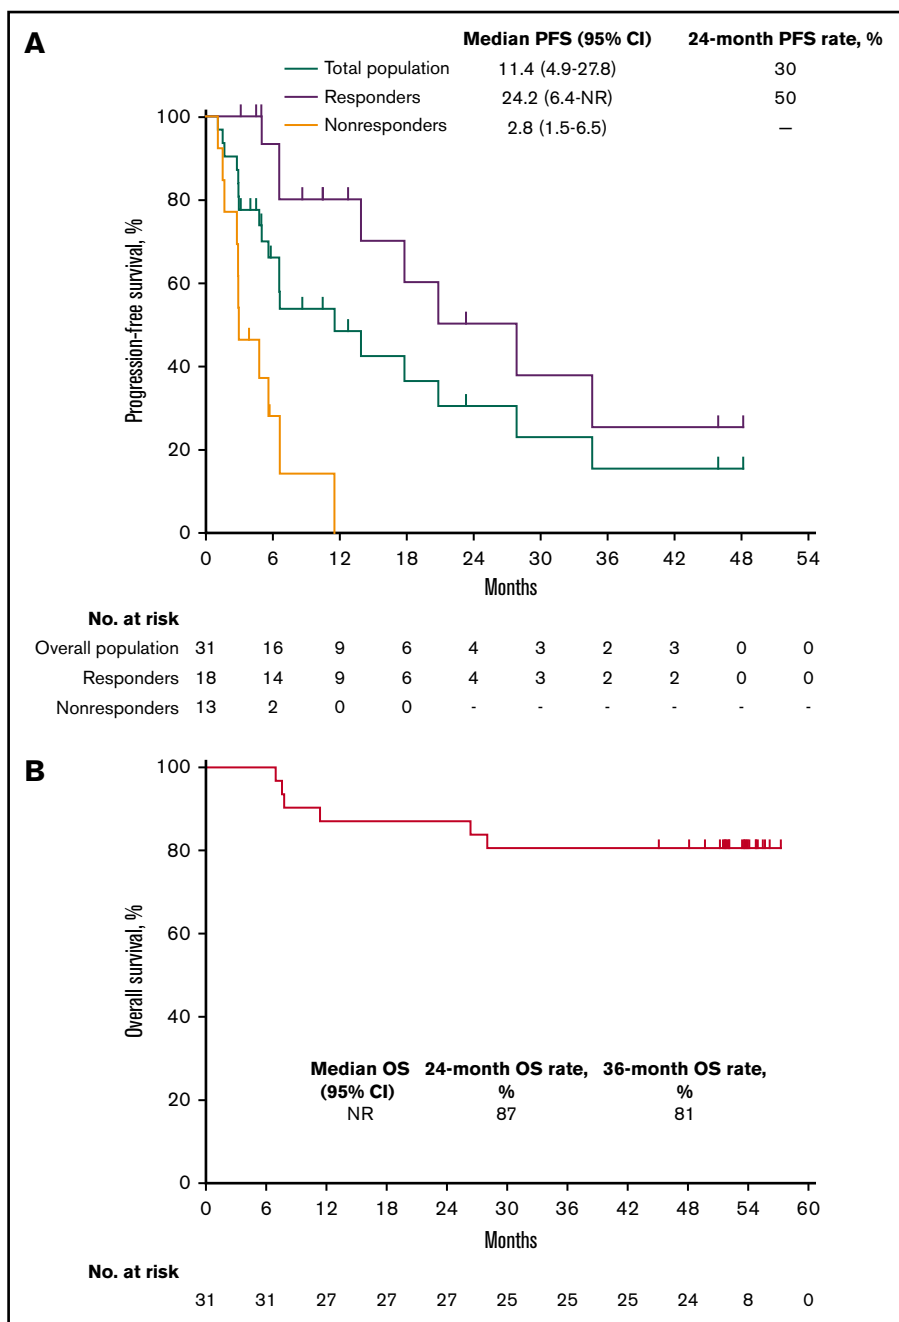 A
Median PFS (95% CI) 24-month PFS rate, %
Total population 11.4 (4.9-27.8) 30
Responders 24.2 (6.4-NR) 50
Nonresponders 2.8 (1.5-6.5) –
100
80
60
40
20
0
Progression-free survival, %
0 6 12 18 24 30 36 42 48 54
Months
No. at risk
Overall population 31 16 9 6 4 3 2 3 0 0
Responders 18 14 9 6 4 3 2 2 0 0
Nonresponders 13 2 0 0 - - - - - -
B
100
80
60
40
20
0
Overall survival, %
Median OS 24-month OS rate, 36-month OS rate,
(95% CI) % %
NR 87 81
0 6 12 18 24 30 36 42 48 54 60
Months
No. at risk
31 31 27 27 27 25 25 25 24 8 0